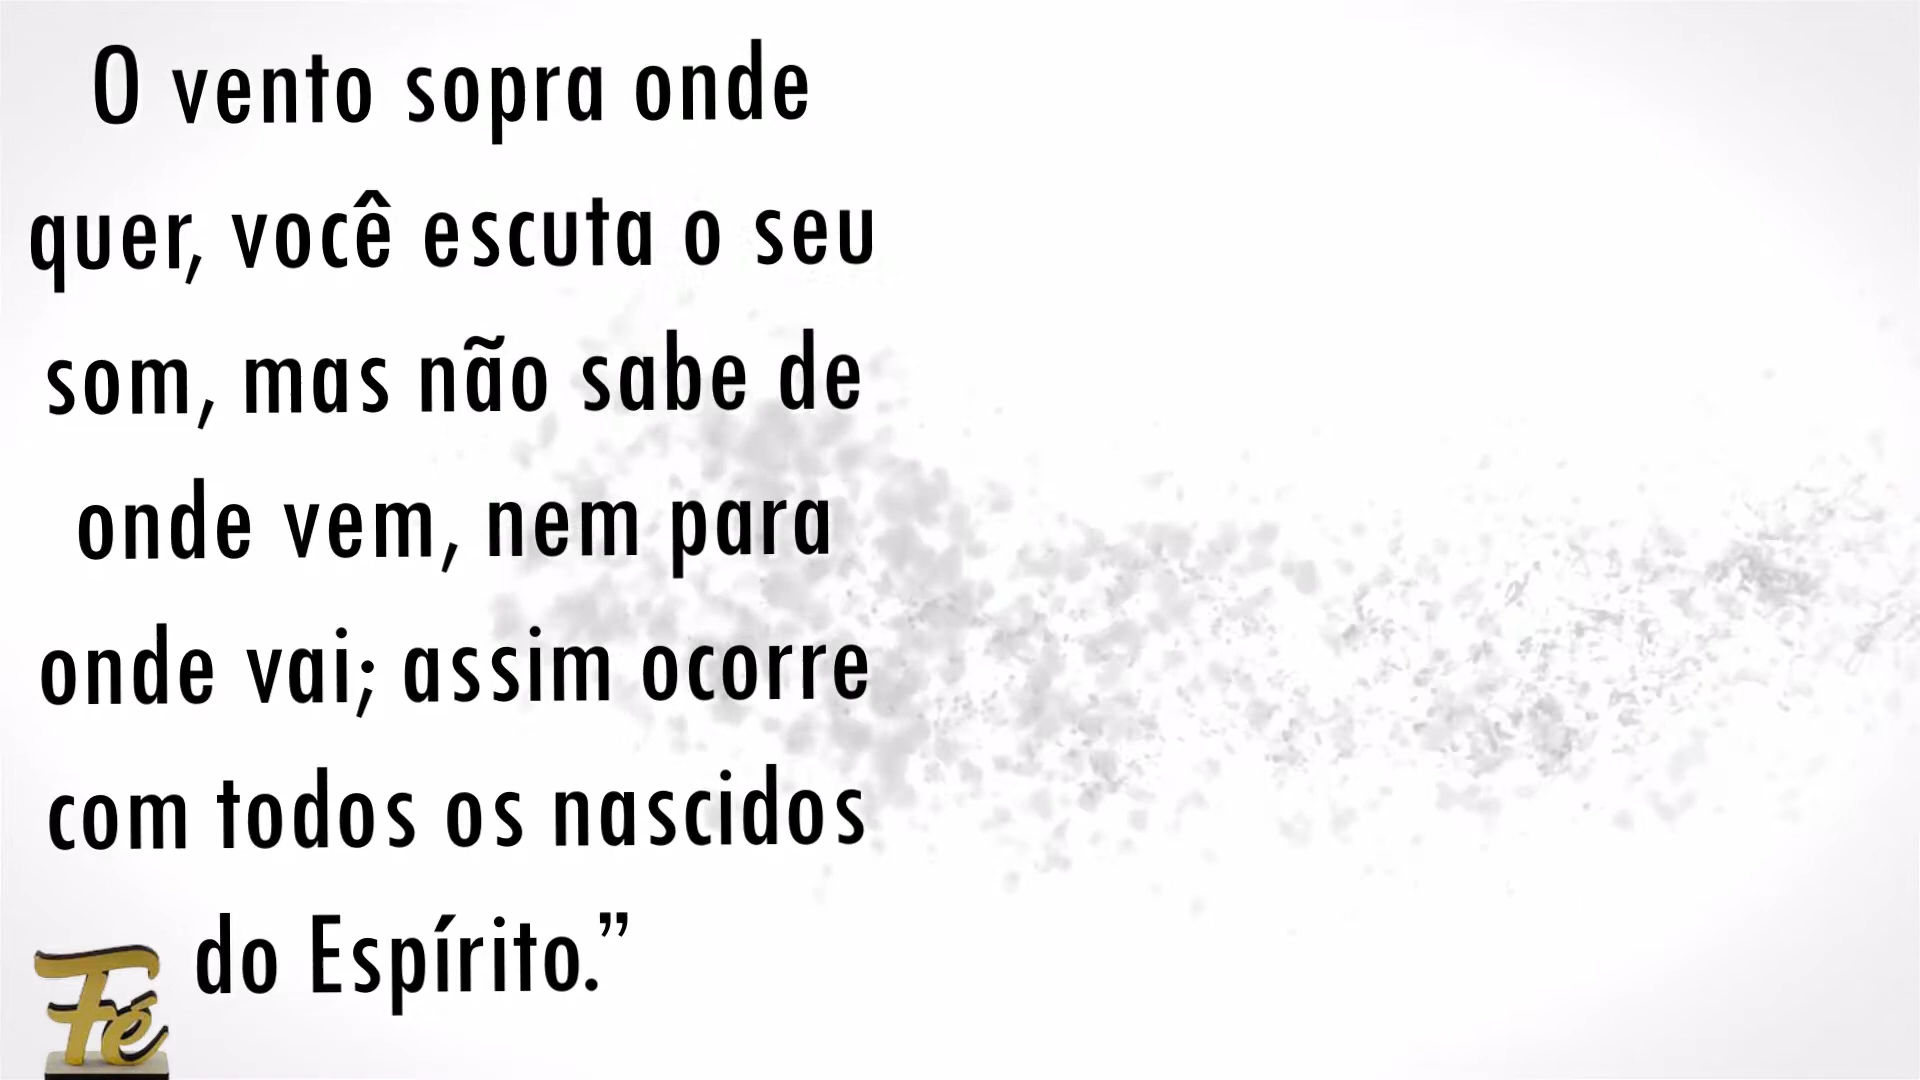 O vento sopra onde
quer, você escuta o seu
som, mas não sabe de
onde vem, nem para
onde vai; assim ocorre
com todos os nascidos
do Espírito.”
Fé